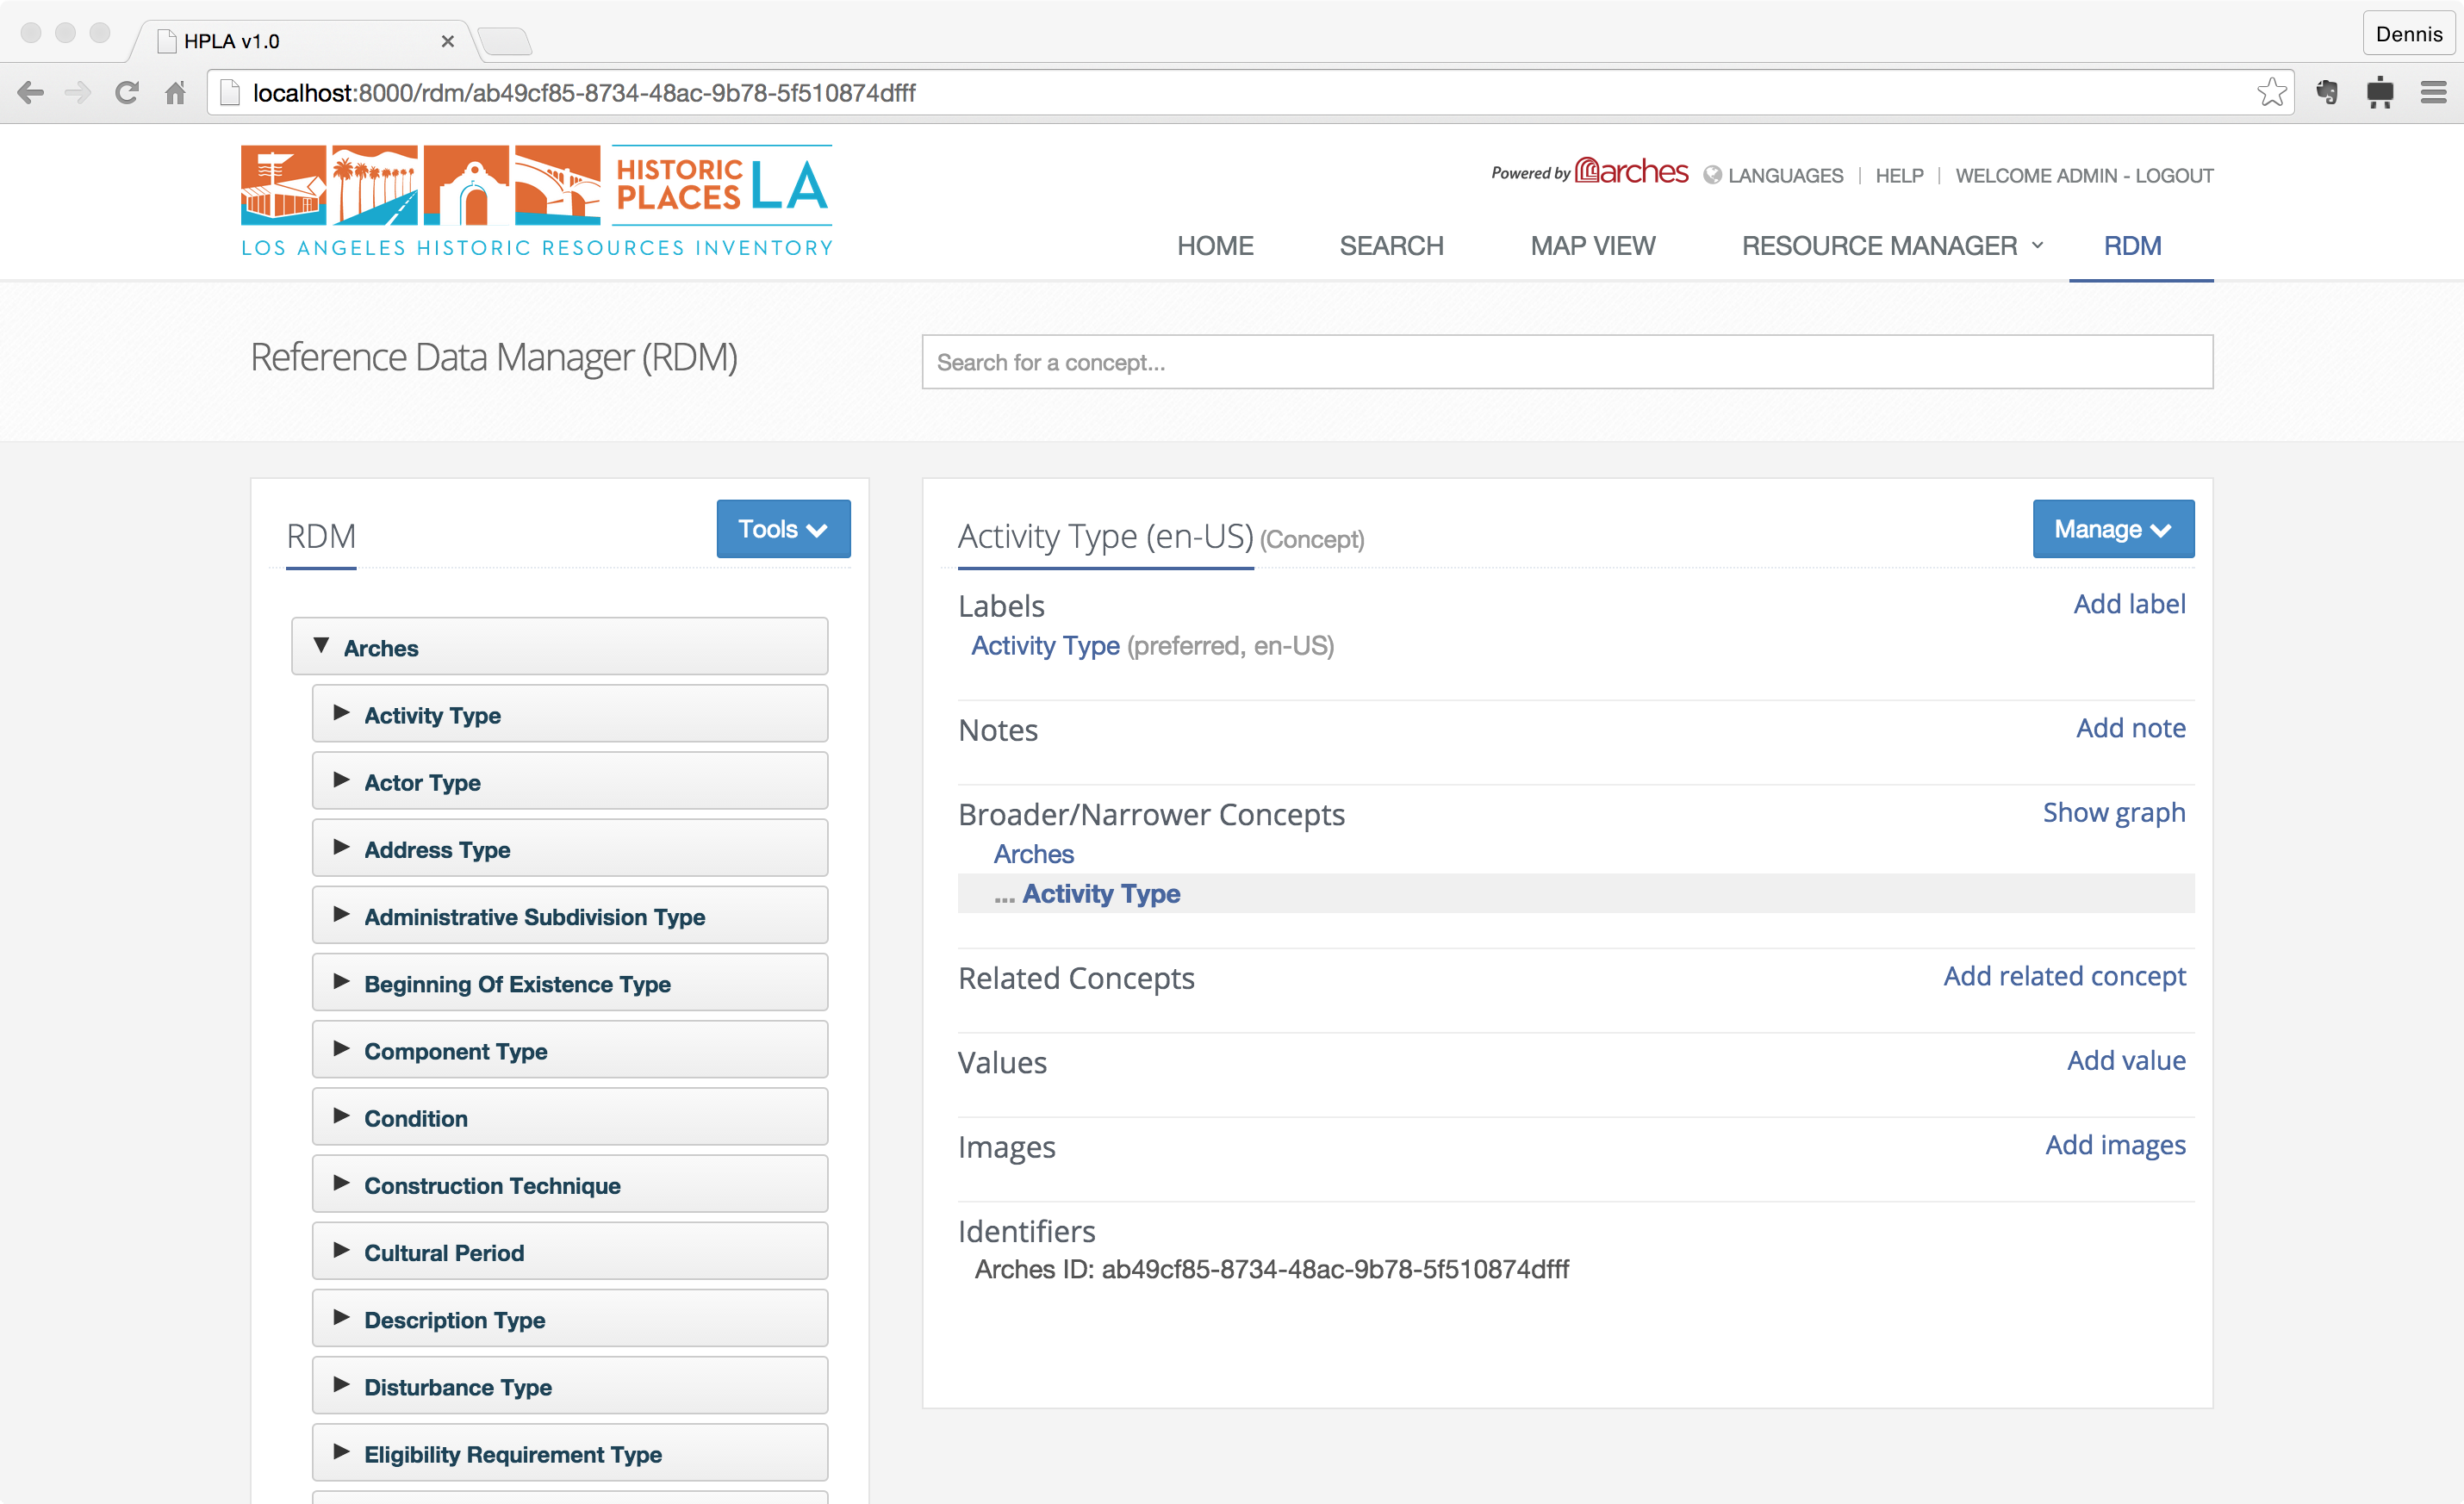 HPLA v1.0
Dennis
localhost:8000/rdm/ab49cf85-8734-48ac-9b78-5f510874dfff
HISTORIC
PLACES LA
LOS ANGELES HISTORIC RESOURCES INVENTORY
Powered by arches LANGUAGES | HELP | WELCOME ADMIN - LOGOUT
HOME SEARCH MAP VIEW RESOURCE MANAGER RDM
Reference Data Manager (RDM)
Search for a concept...
RDM
Tools
Arches
Activity Type
Actor Type
Address Type
Administrative Subdivision Type
Beginning Of Existence Type
Component Type
Condition
Construction Technique
Cultural Period
Description Type
Disturbance Type
Eligibility Requirement Type
Activity Type (en-US) (Concept)
Manage
Labels Add label
Activity Type (preferred, en-US)
Notes Add note
Broader/Narrower Concepts Show graph
Arches
... Activity Type
Related Concepts Add related concept
Values Add value
Images Add images
Identifiers
Arches ID: ab49cf85-8734-48ac-9b78-5f510874dfff